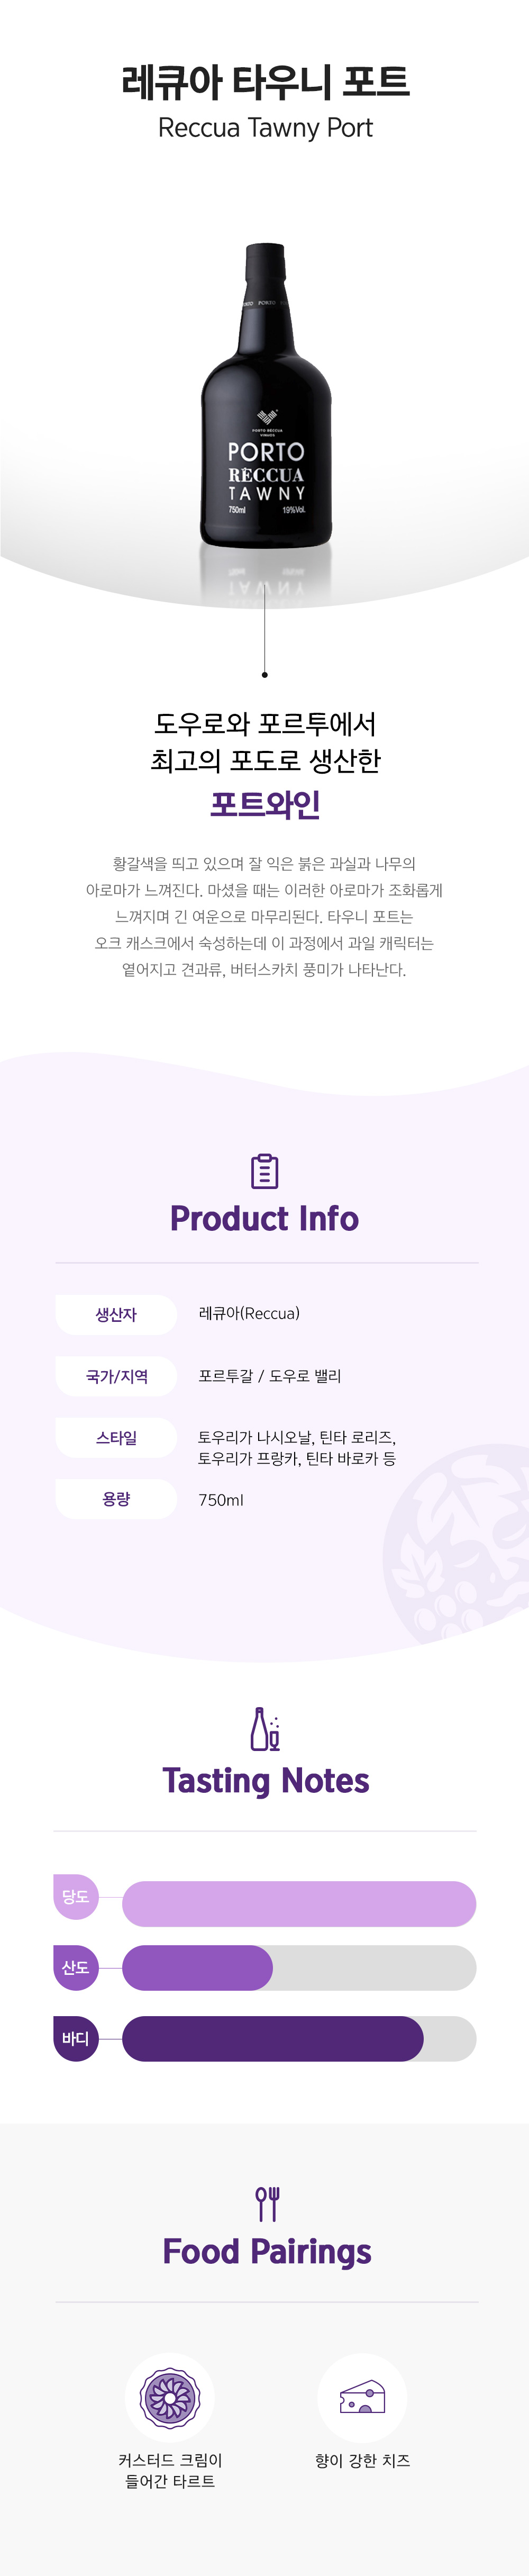 레큐아 타우니 포트
Reccua Tawny Port
PORTO
PORTO RÉCCUA
VINHOS
PORTO
RÈCCUA
TAWNY
750ml 19%Vol.
도우로와 포르투에서
최고의 포도로 생산한
포트와인
황갈색을 띄고 있으며 잘 익은 붉은 과실과 나무의
아로마가 느껴진다. 마셨을 때는 이러한 아로마가 조화롭게
느껴지며 긴 여운으로 마무리된다. 타우니 포트는
오크 캐스크에서 숙성하는데 이 과정에서 과일 캐릭터는
옅어지고 견과류, 버터스카치 풍미가 나타난다.
Product Info
생산자 레큐아(Reccua)
국가/지역 포르투갈 / 도우로 밸리
스타일 토우리가 나시오날, 틴타 로리즈,
토우리가 프랑카, 틴타 바로카 등
용량 750ml
Tasting Notes
당도
산도
바디
Food Pairings
커스터드 크림이
들어간 타르트
향이 강한 치즈